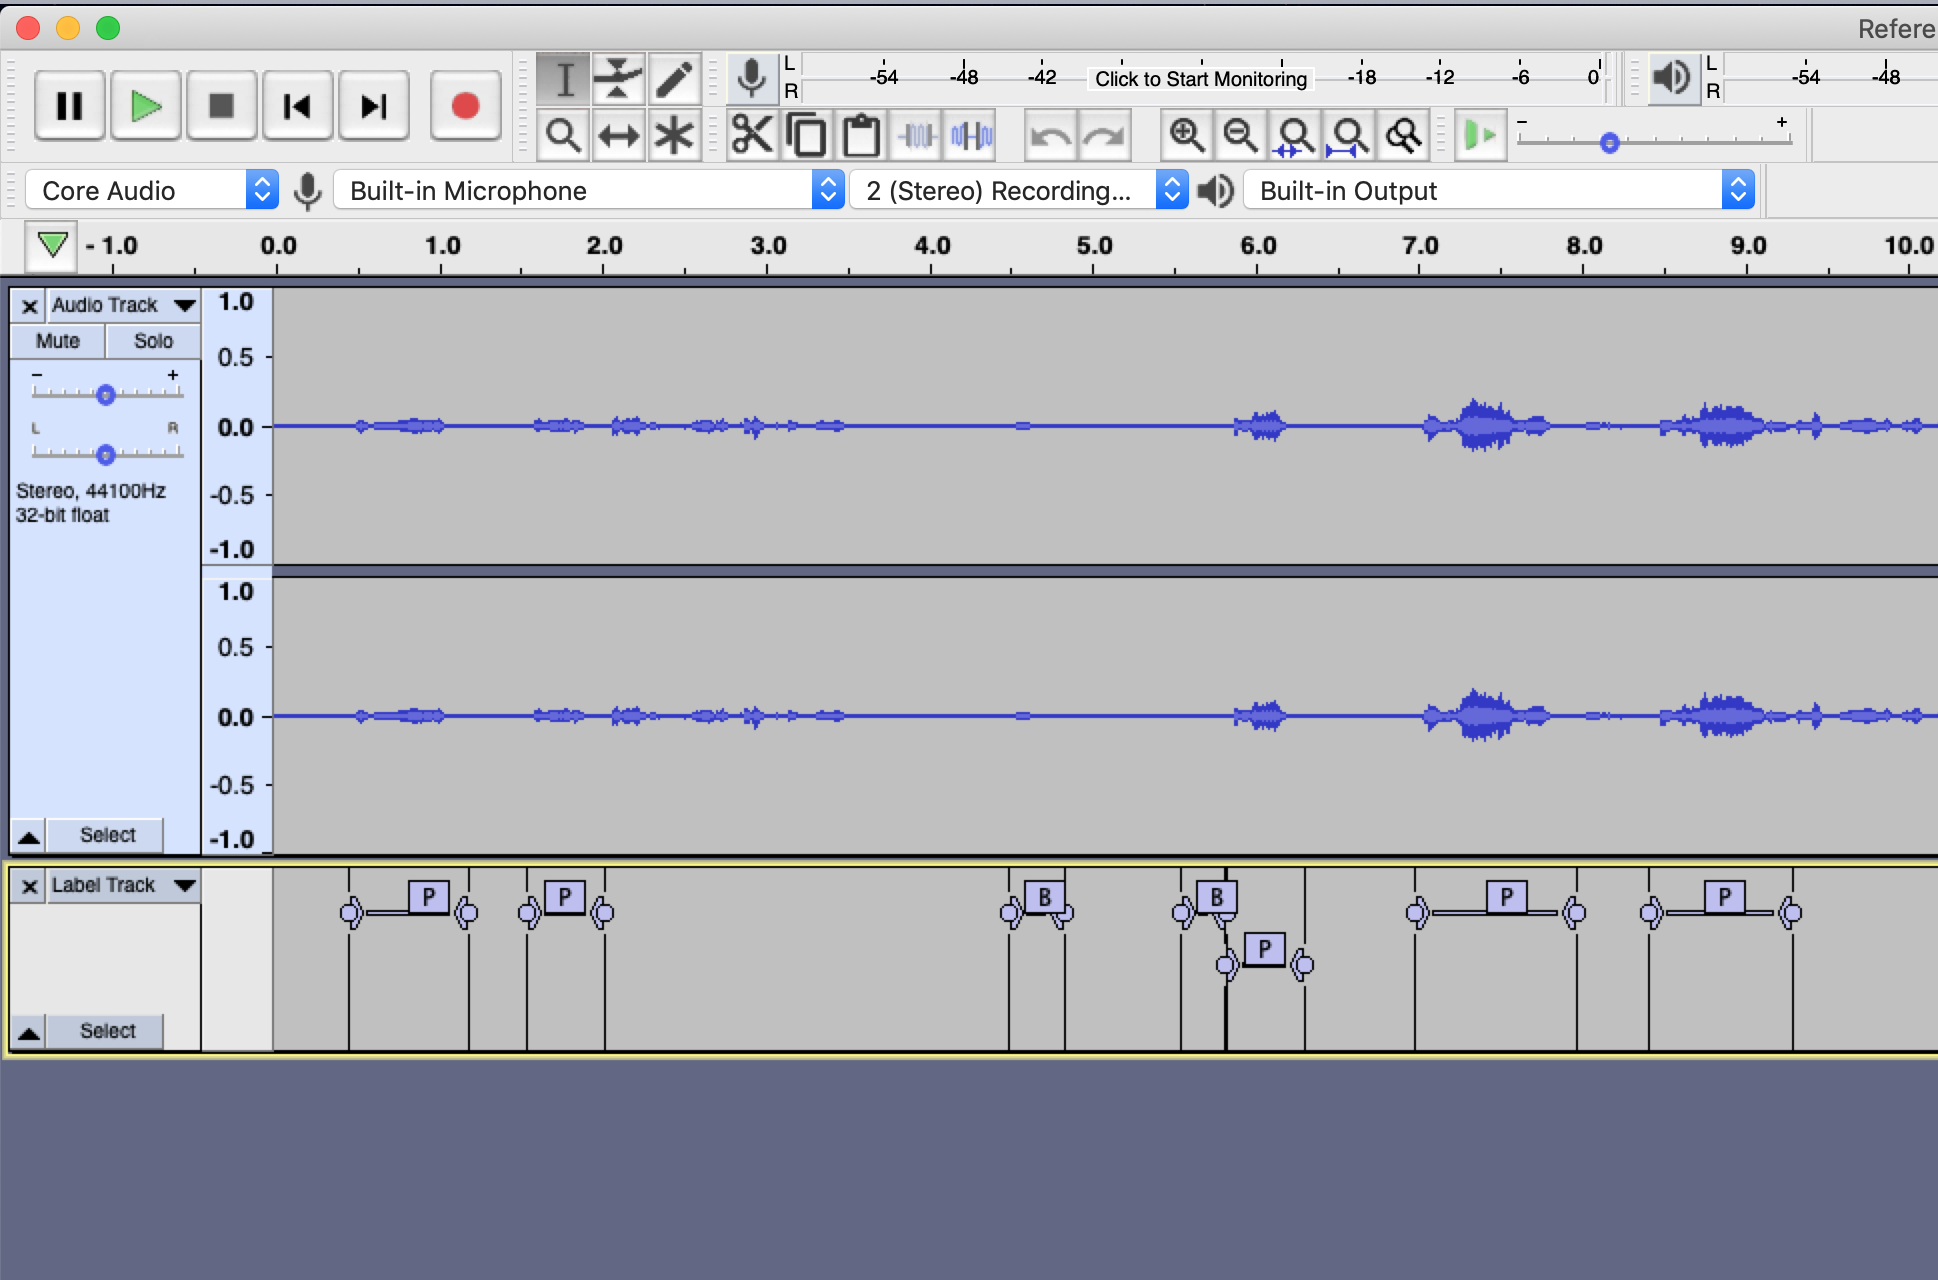 Refere
L
R
-54 -48 -42 Click to Start Monitoring -18 -12 -6 0
L
R
-54 -48
- +
Core Audio Built-in Microphone 2 (Stereo) Recording... Built-in Output
- 1.0 0.0 1.0 2.0 3.0 4.0 5.0 6.0 7.0 8.0 9.0 10.0
x Audio Track
Mute Solo
- +
L R
Stereo, 44100Hz
32-bit float
Select
1.0
0.5
0.0
-0.5
-1.0
1.0
0.5
0.0
-0.5
-1.0
x Label Track
P P B B P P
P
Select